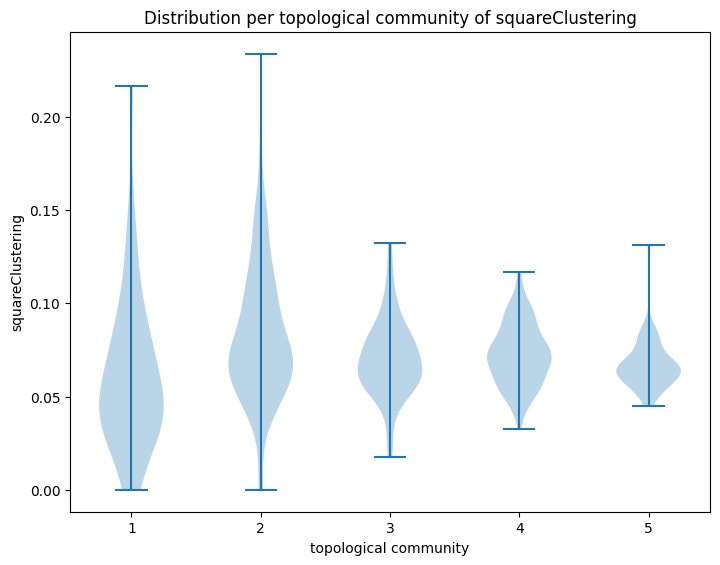 Distribution per topological community of squareClustering
squareClustering
0.20
0.15
0.10
0.05
0.00
1 2 3 4 5
topological community